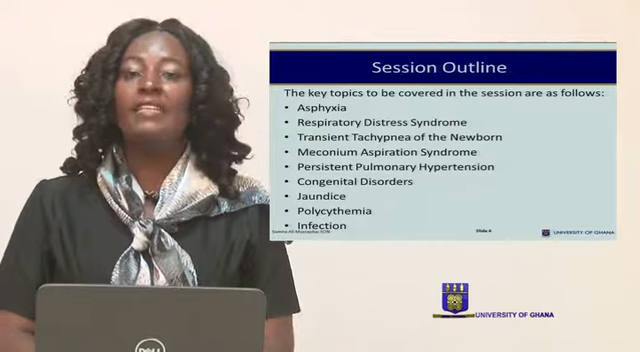 Session Outline
The key topics to be covered in the session are as follows:
• Asphyxia
• Respiratory Distress Syndrome
• Transient Tachypnea of the Newborn
• Meconium Aspiration Syndrome
• Persistent Pulmonary Hypertension
• Congenital Disorders
• Jaundice
• Polycythemia
• Infection
Slide 6
UNIVERSITY OF GHANA
UNIVERSITY OF GHANA
DELL